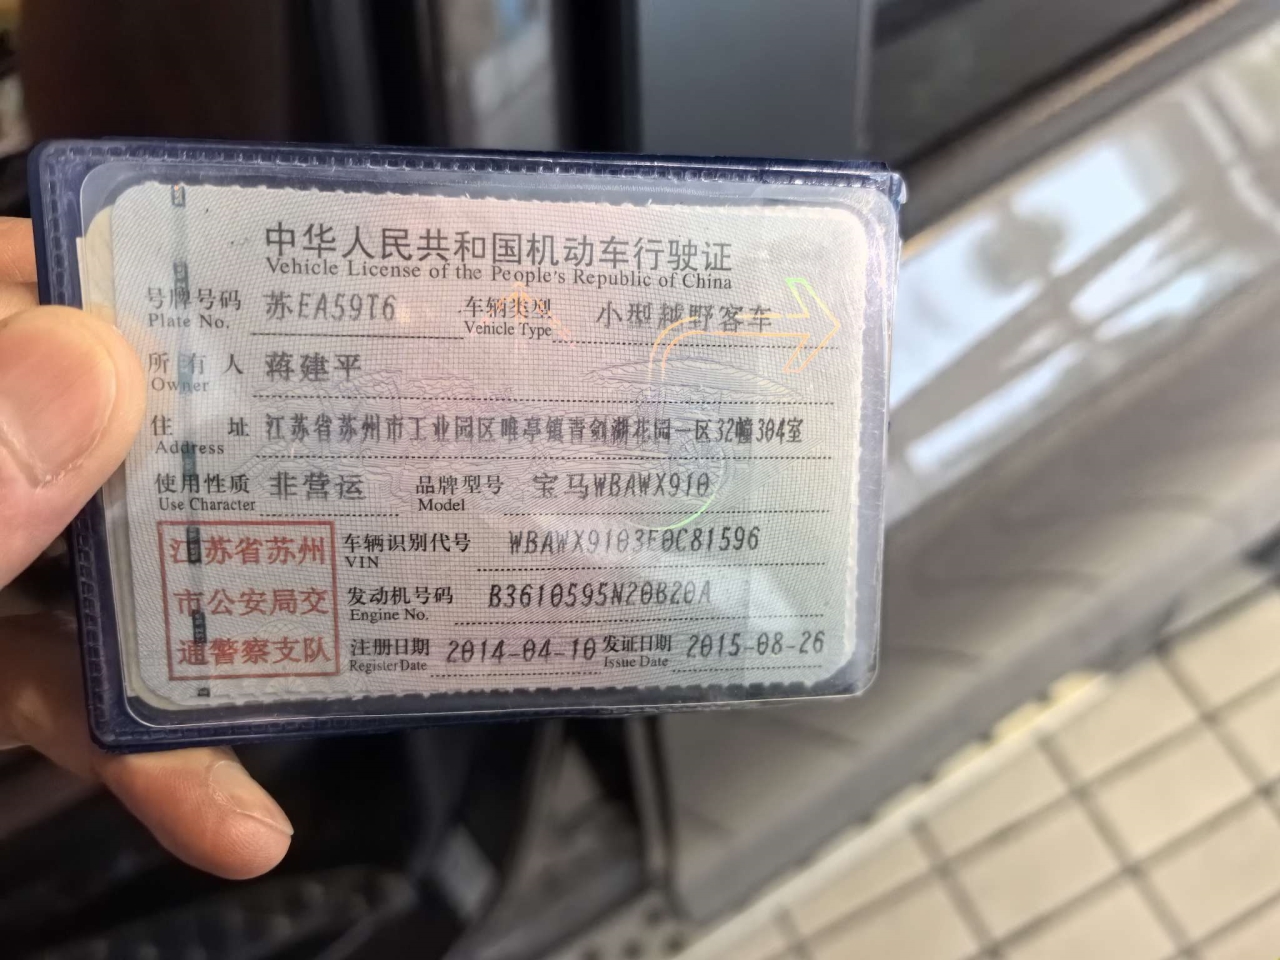 中华人民共和国机动车行驶证
Vehicle License of the People's Republic of China
号牌号码 苏EA59T6 车辆类型 小型越野客车
Plate No. Vehicle Type
所有人 蒋建平
Owner
住址 江苏省苏州市工业园区唯亭镇青剑湖花园一区32幢304室
Address
使用性质 非营运 品牌型号 宝马WBAWX910
Use Character Model
江苏省苏州 车辆识别代号 WBAWX9103E0C81596
VIN
市公安局交 发动机号码 B3610595N20B20A
Engine No.
通警察支队 注册日期 2014-04-10 发证日期 2015-08-26
Register Date Issue Date